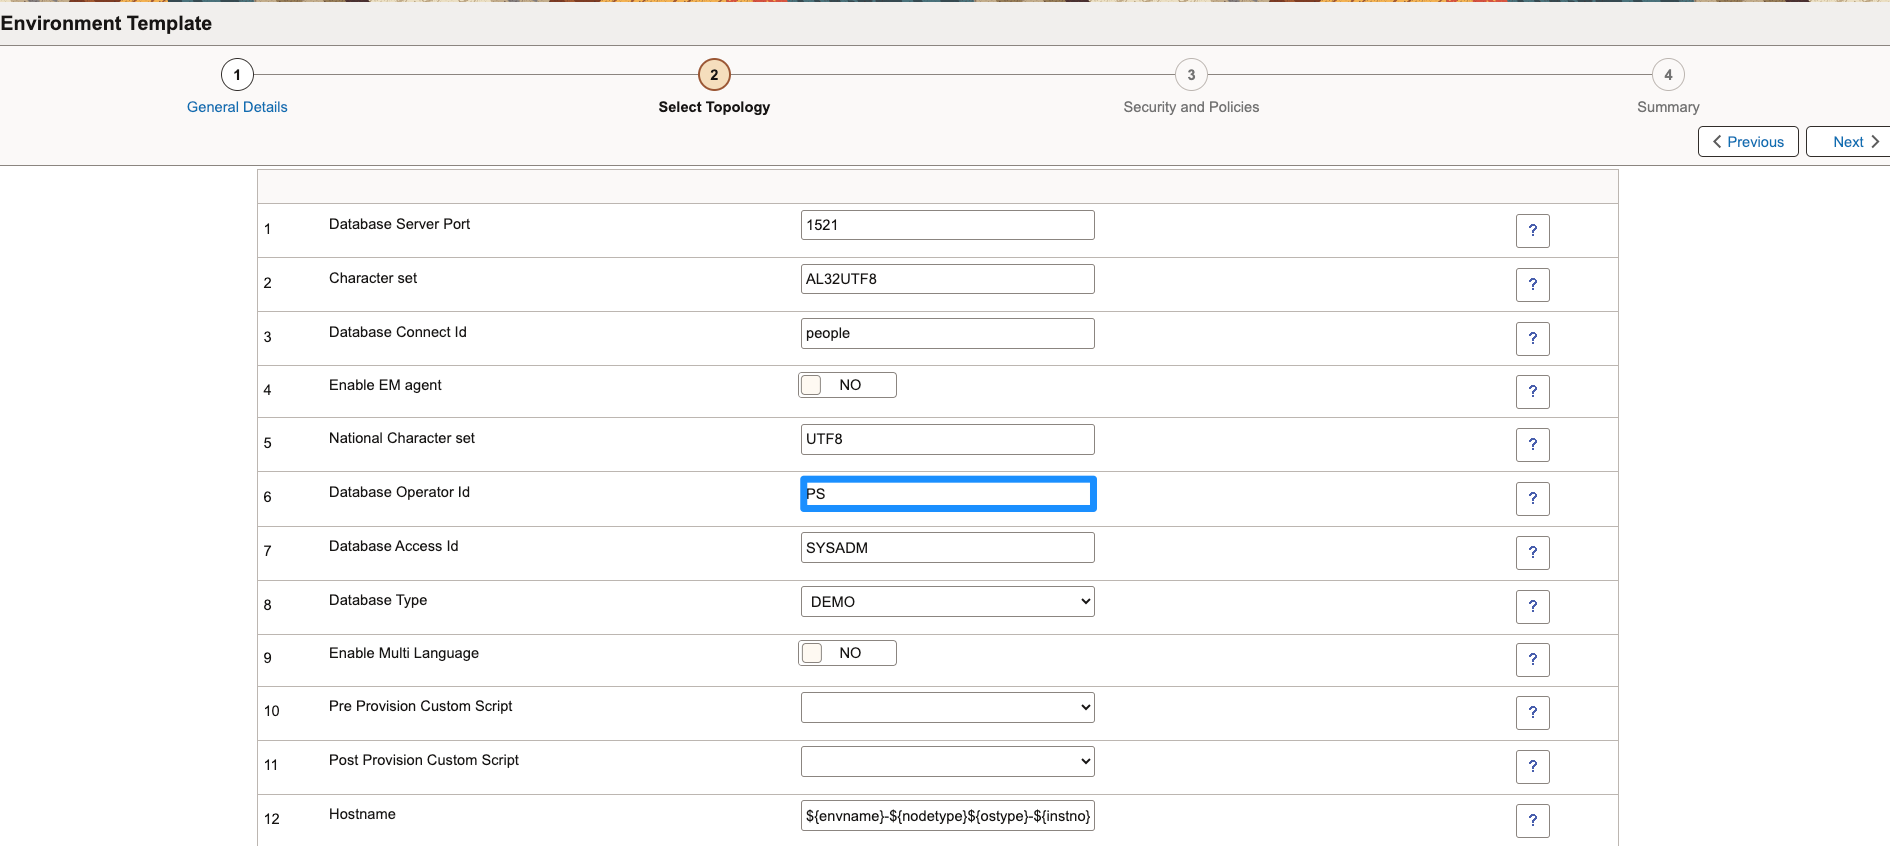 Environment Template
1
2
3
4
General Details
Select Topology
Security and Policies
Summary
Previous
Next
1 Database Server Port 1521 ?
2 Character set AL32UTF8 ?
3 Database Connect Id people ?
4 Enable EM agent NO ?
5 National Character set UTF8 ?
6 Database Operator Id PS ?
7 Database Access Id SYSADM ?
8 Database Type DEMO ?
9 Enable Multi Language NO ?
10 Pre Provision Custom Script ?
11 Post Provision Custom Script ?
12 Hostname ${envname}-${nodetype}${ostype}-${instno} ?